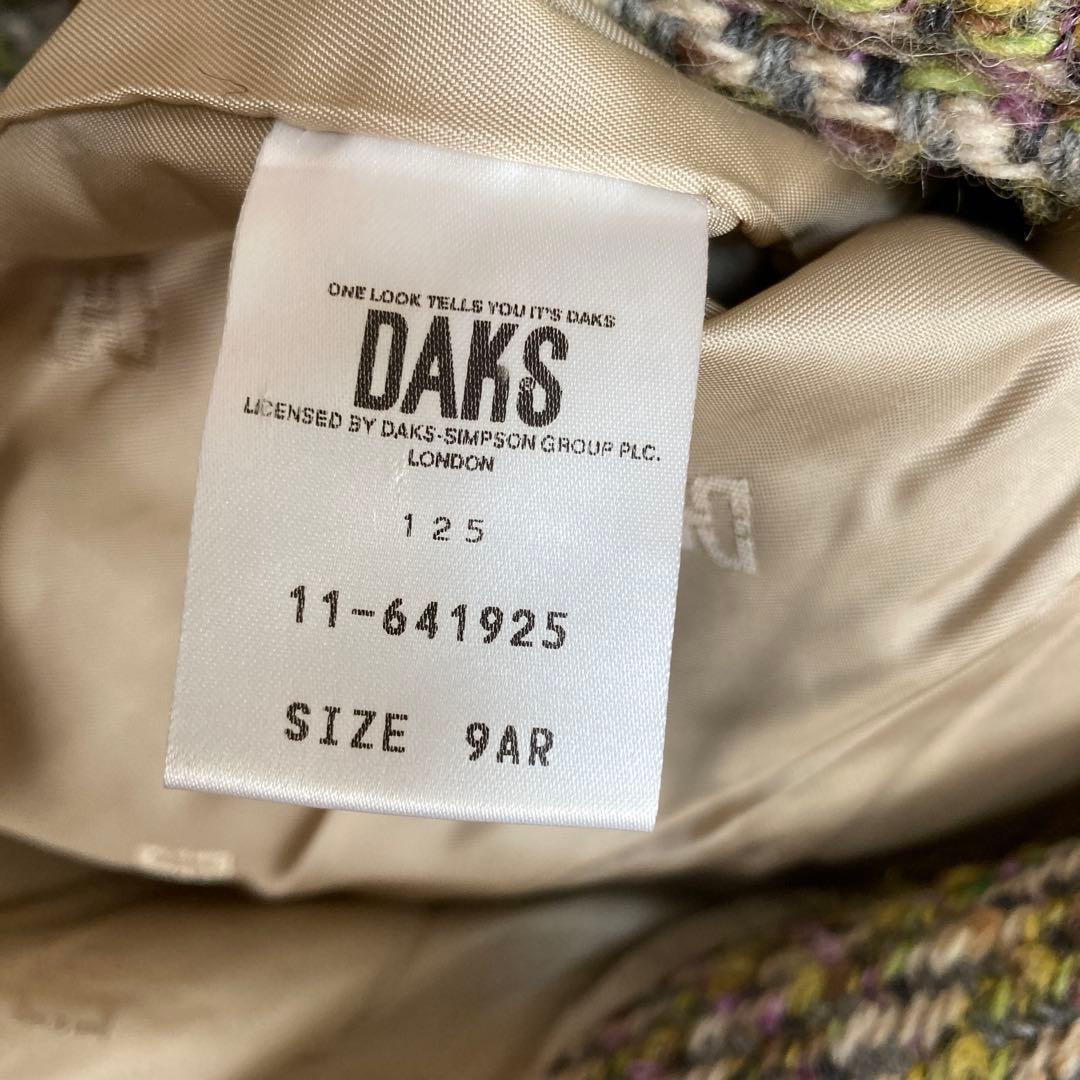 ONE LOOK TELLS YOU IT'S DAKS
DAKS
LICENSED BY DAKS-SIMPSON GROUP PLC.
LONDON
125
11-641925
SIZE 9AR